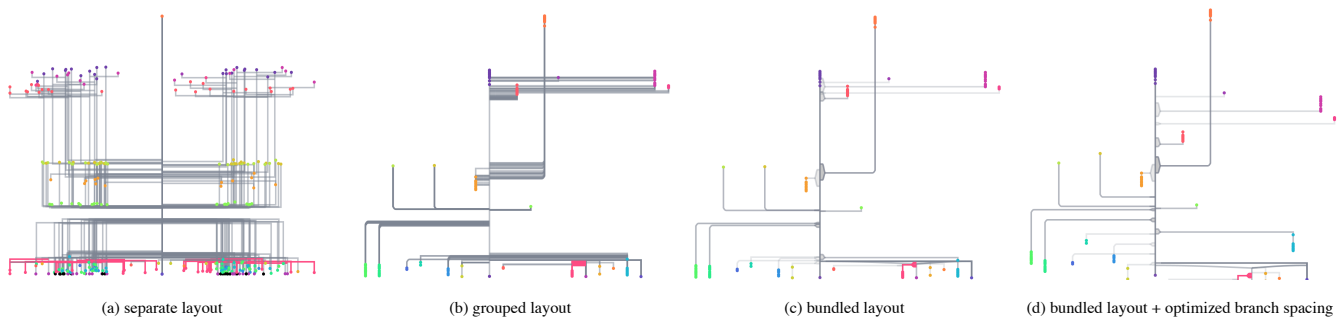 (a) separate layout
(b) grouped layout
(c) bundled layout
(d) bundled layout + optimized branch spacing